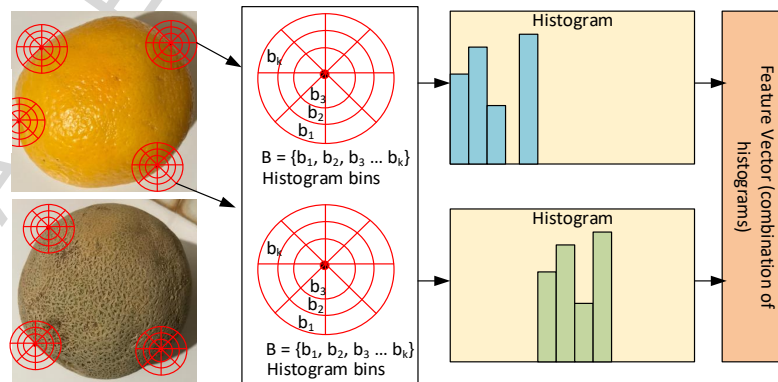 b_k
b_3
b_2
b_1
B = {b_1, b_2, b_3 ... b_k}
Histogram bins
b_k
b_3
b_2
b_1
B = {b_1, b_2, b_3 ... b_k}
Histogram bins
Histogram
Histogram
Feature Vector (combination of
histograms)